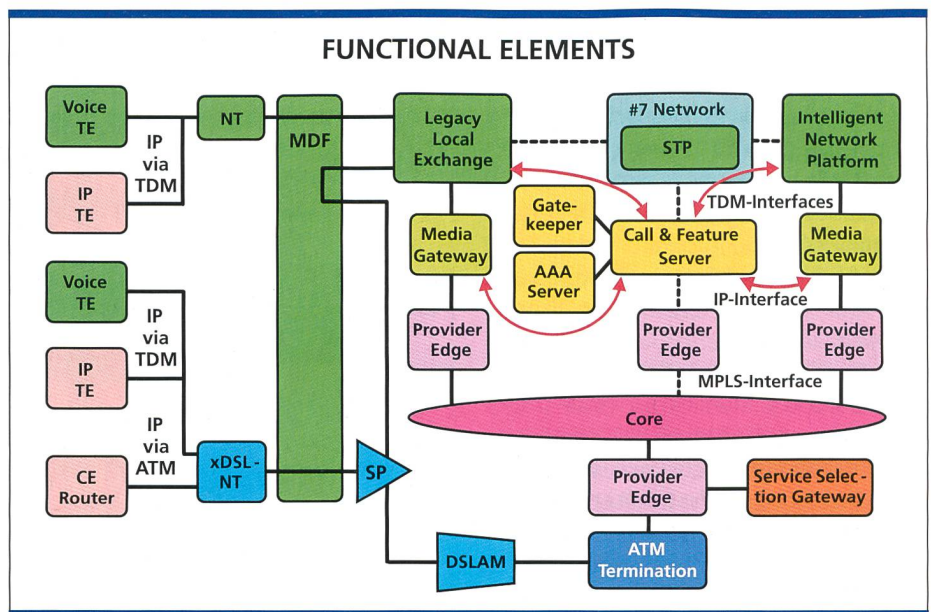 FUNCTIONAL ELEMENTS
Voice
TE
IP
via
TDM
IP
TE
NT
MDF
Legacy
Local
Exchange
#7 Network
STP
Intelligent
Network
Platform
TDM-Interfaces
Gate-
keeper
Media
Gateway
Call & Feature
Server
Media
Gateway
AAA
Server
IP-Interface
Voice
TE
IP
via
TDM
IP
TE
Provider
Edge
Provider
Edge
Provider
Edge
MPLS-Interface
Core
IP
via
ATM
CE
Router
xDSL-
NT
SP
Provider
Edge
Service Selec-
tion Gateway
DSLAM
ATM
Termination